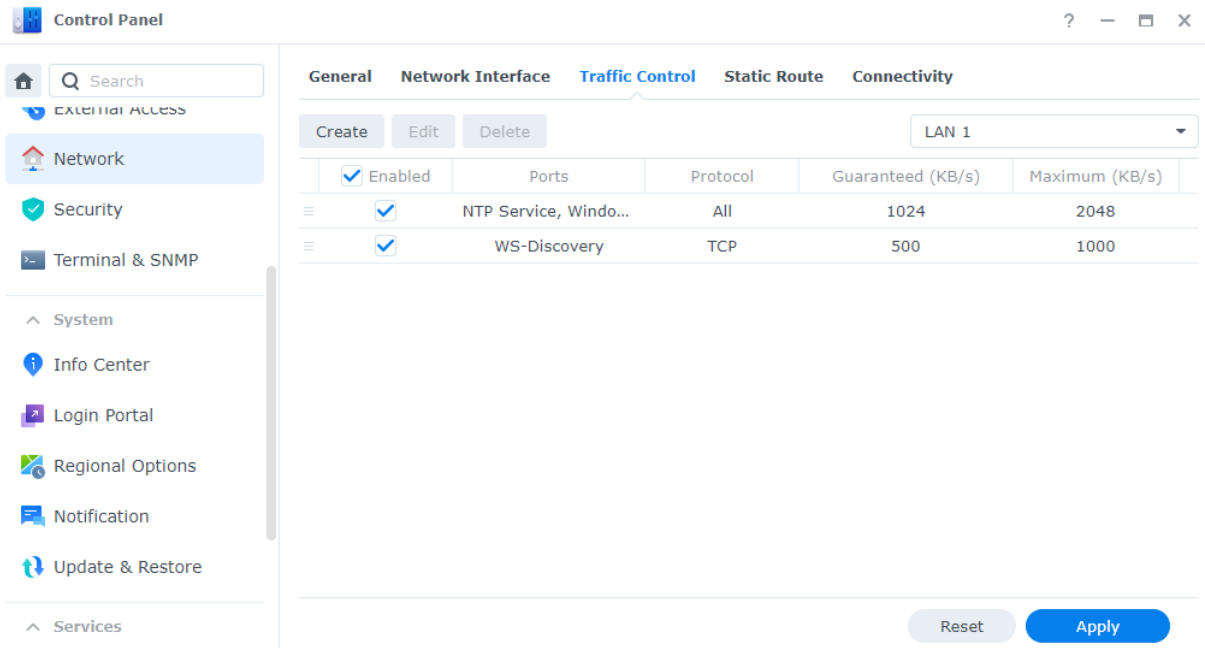 Control Panel
Search
External Access
Network
Security
Terminal & SNMP
System
Info Center
Login Portal
Regional Options
Notification
Update & Restore
Services
General Network Interface Traffic Control Static Route Connectivity
Create Edit Delete LAN 1
Enabled Ports Protocol Guaranteed (KB/s) Maximum (KB/s)
NTP Service, Windo... All 1024 2048
WS-Discovery TCP 500 1000
Reset Apply